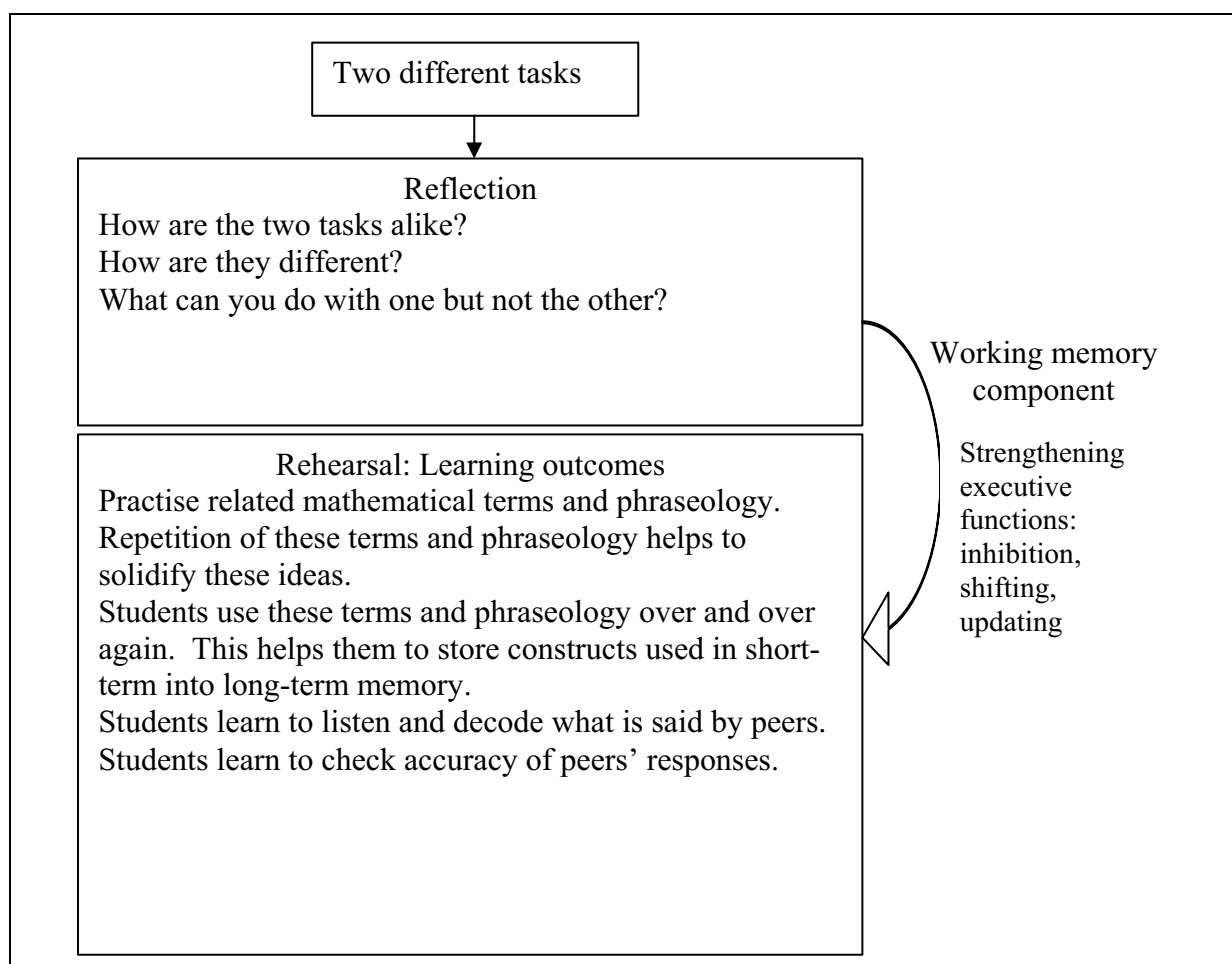 Two different tasks
Reflection
How are the two tasks alike?
How are they different?
What can you do with one but not the other?
Working memory
component
Strengthening
executive
functions:
inhibition,
shifting,
updating
Rehearsal: Learning outcomes
Practise related mathematical terms and phraseology.
Repetition of these terms and phraseology helps to
solidify these ideas.
Students use these terms and phraseology over and over
again.  This helps them to store constructs used in short-
term into long-term memory.
Students learn to listen and decode what is said by peers.
Students learn to check accuracy of peers’ responses.